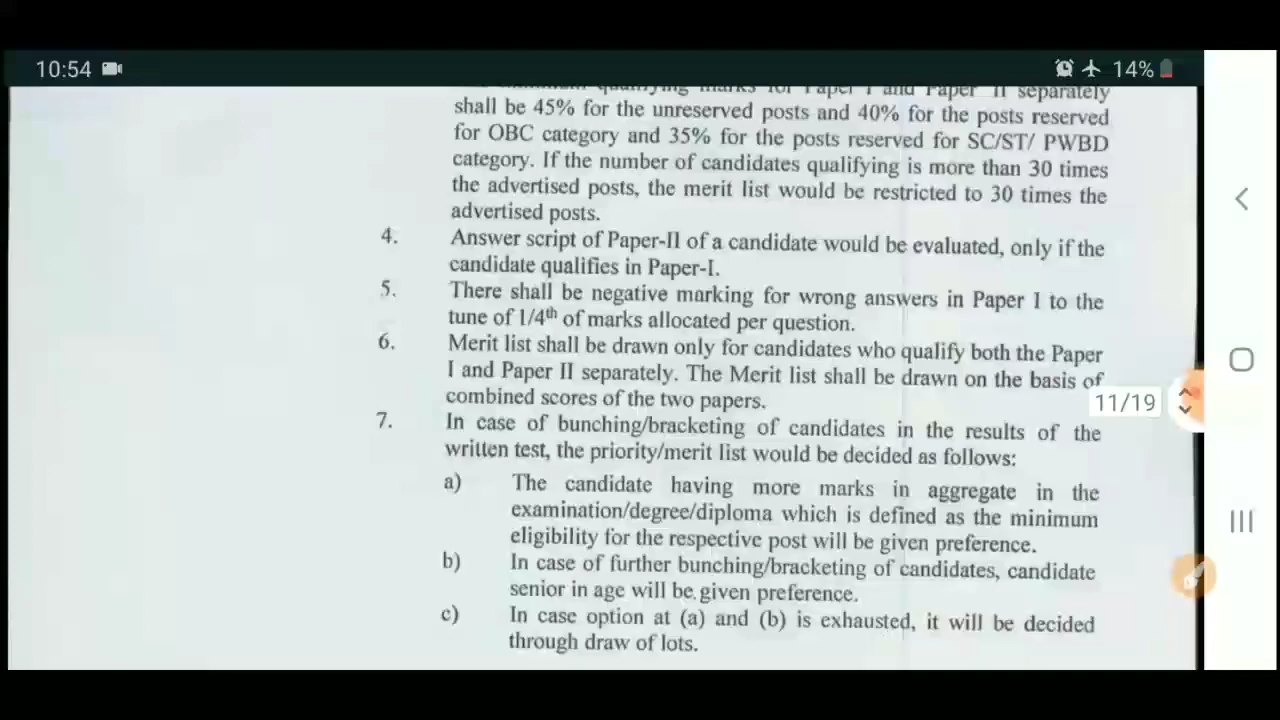 10:54
14%
qualifying marks for Paper I and Paper II separately
shall be 45% for the unreserved posts and 40% for the posts reserved
for OBC category and 35% for the posts reserved for SC/ST/ PWBD
category. If the number of candidates qualifying is more than 30 times
the advertised posts, the merit list would be restricted to 30 times the
advertised posts.
4. Answer script of Paper-II of a candidate would be evaluated, only if the
candidate qualifies in Paper-I.
5. There shall be negative marking for wrong answers in Paper I to the
tune of 1/4th of marks allocated per question.
6. Merit list shall be drawn only for candidates who qualify both the Paper
I and Paper II separately. The Merit list shall be drawn on the basis of
combined scores of the two papers.
11/19
7. In case of bunching/bracketing of candidates in the results of the
written test, the priority/merit list would be decided as follows:
a) The candidate having more marks in aggregate in the
examination/degree/diploma which is defined as the minimum
eligibility for the respective post will be given preference.
b) In case of further bunching/bracketing of candidates, candidate
senior in age will be given preference.
c) In case option at (a) and (b) is exhausted, it will be decided
through draw of lots.